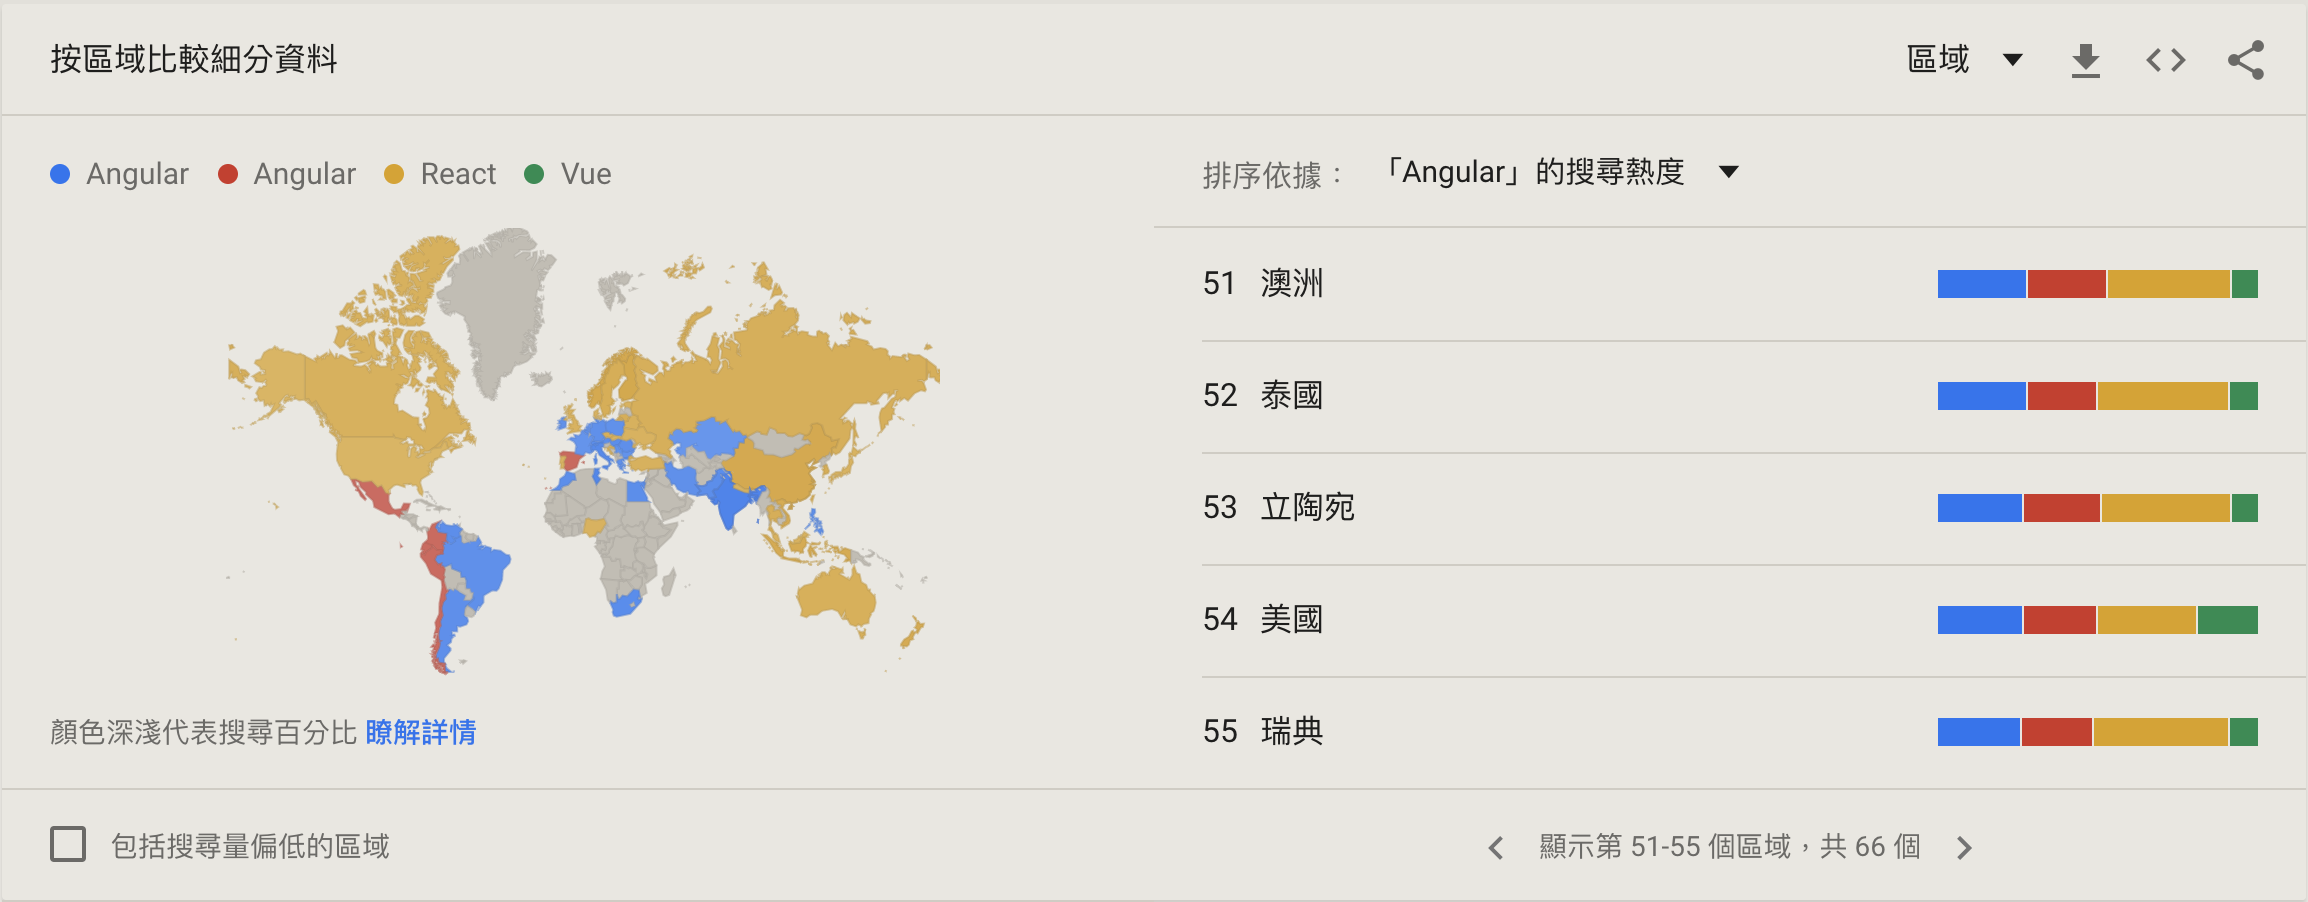 按區域比較細分資料
區域
Angular Angular React Vue
排序依據： 「Angular」的搜尋熱度
51 澳洲
52 泰國
53 立陶宛
54 美國
55 瑞典
顏色深淺代表搜尋百分比 瞭解詳情
包括搜尋量偏低的區域
顯示第 51-55 個區域，共 66 個